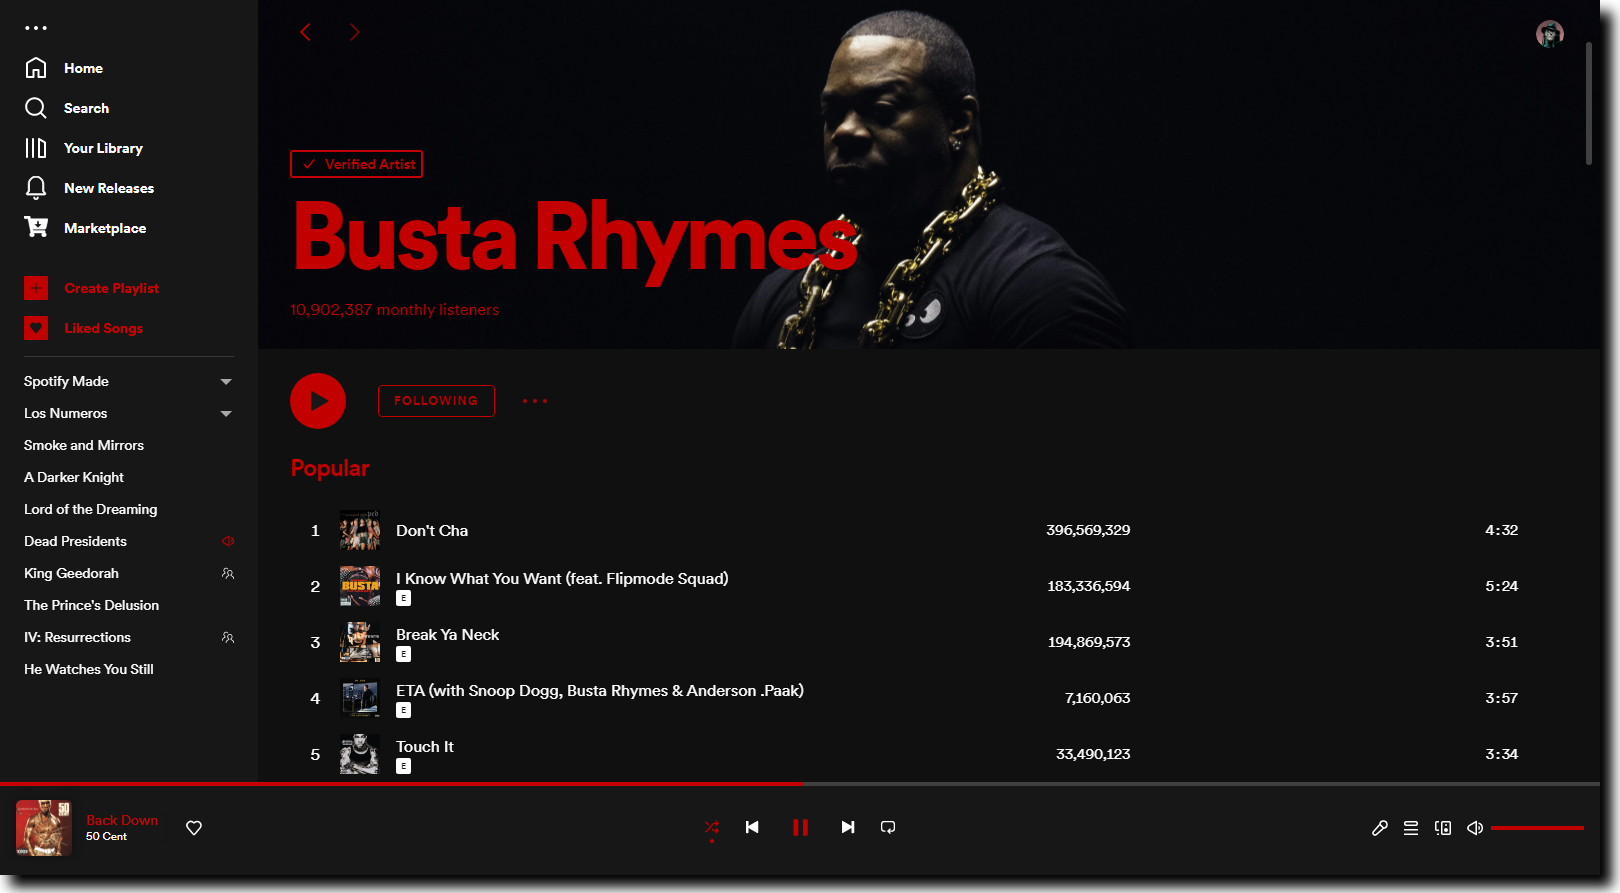 Home
Search
Your Library
New Releases
Marketplace
Create Playlist
Liked Songs
Spotify Made
Los Numeros
Smoke and Mirrors
A Darker Knight
Lord of the Dreaming
Dead Presidents
King Geedorah
The Prince's Delusion
IV: Resurrections
He Watches You Still
Verified Artist
Busta Rhymes
10,902,387 monthly listeners
FOLLOWING
Popular
1 Don't Cha 396,569,329 4:32
2 I Know What You Want (feat. Flipmode Squad) 183,336,594 5:24
E
3 Break Ya Neck 194,869,573 3:51
E
4 ETA (with Snoop Dogg, Busta Rhymes & Anderson .Paak) 7,160,063 3:57
E
5 Touch It 33,490,123 3:34
E
BUSTA
50
Back Down
50 Cent